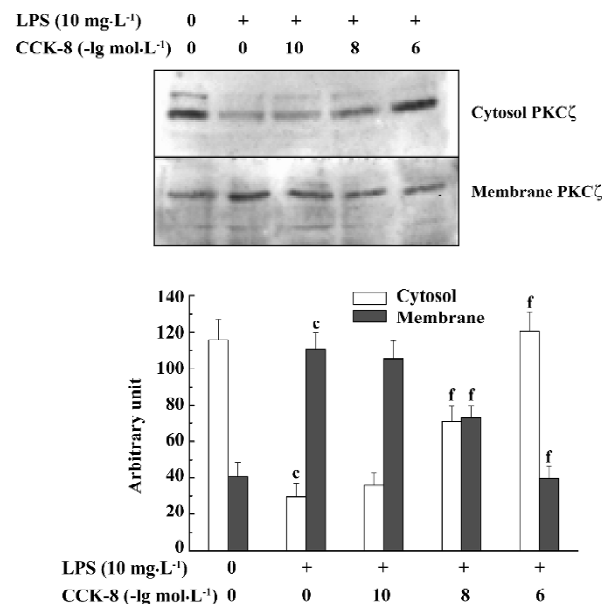 LPS (10 mg·L-1) 0 + + + +
CCK-8 (-lg mol·L-1) 0 0 10 8 6
Cytosol PKCζ
Membrane PKCζ
Cytosol
Membrane
Arbitrary unit
140
120
100
80
60
40
20
0
c
c
f
f
f
f
LPS (10 mg·L-1) 0 + + + +
CCK-8 (-lg mol·L-1) 0 0 10 8 6